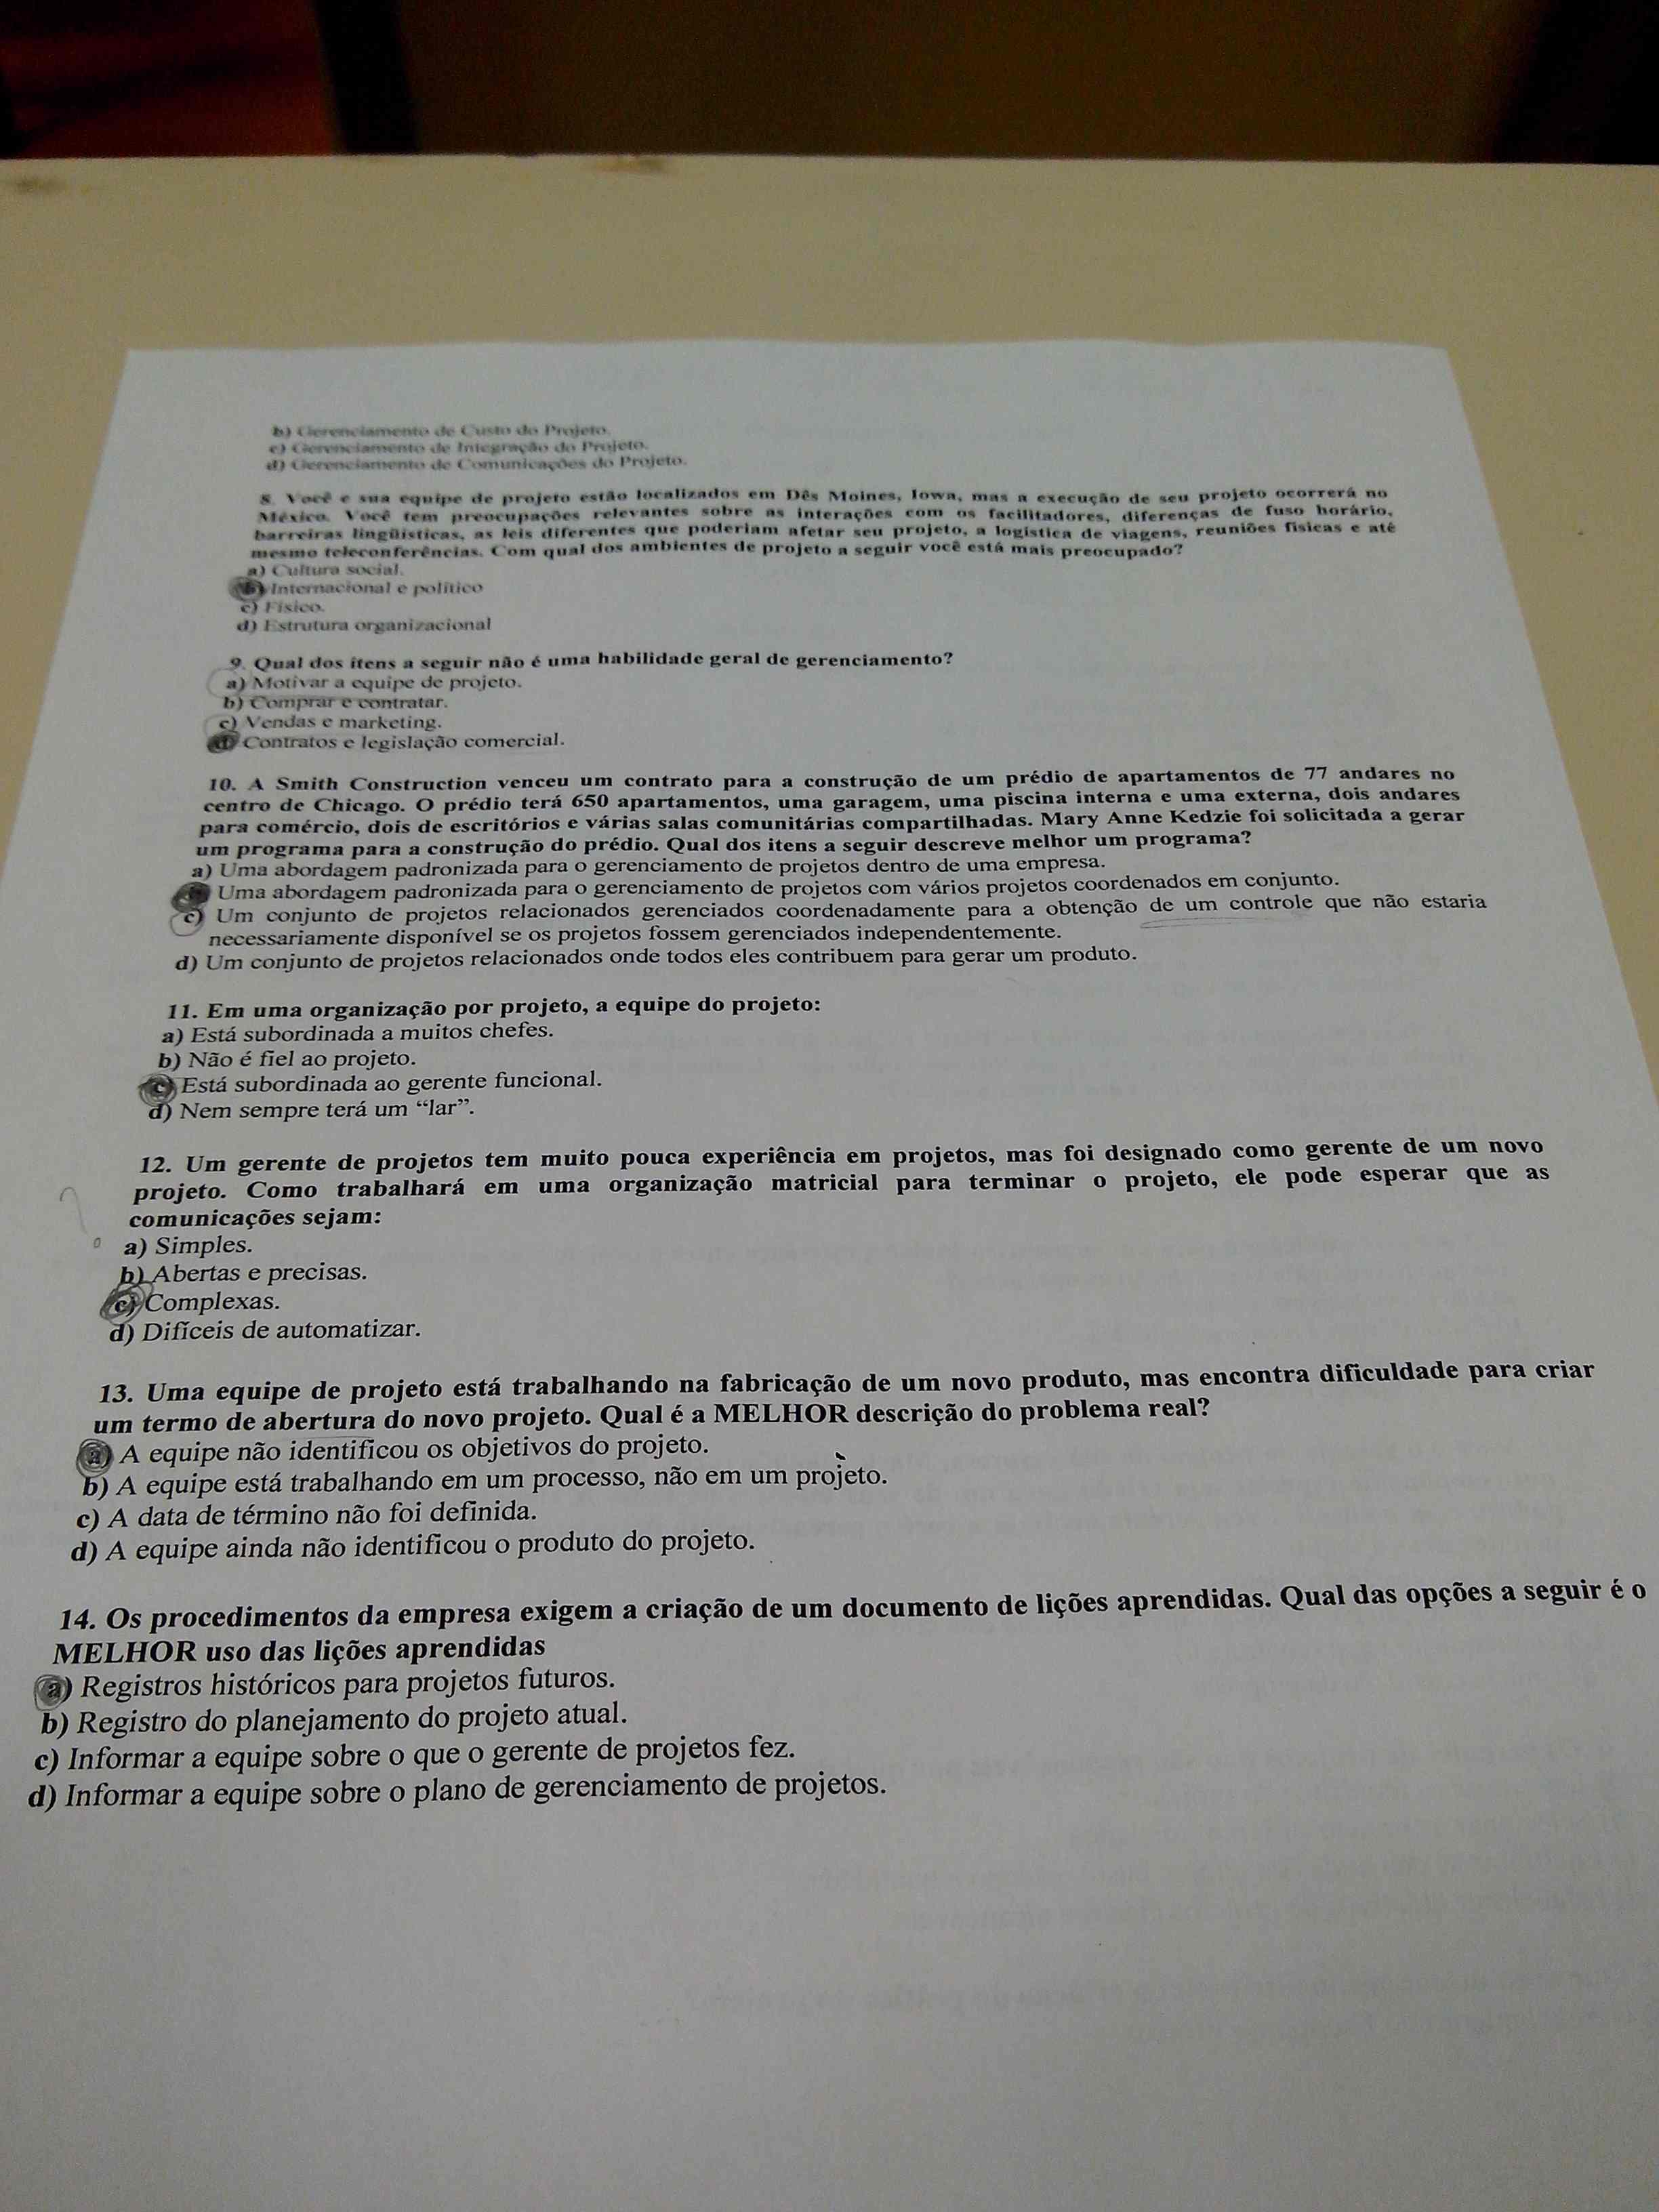 b) Gerenciamento de Custo do Projeto.
c) Gerenciamento de Integração do Projeto.
d) Gerenciamento de Comunicações do Projeto.
8. Você e sua equipe de projeto estão localizados em Dês Moines, Iowa, mas a execução de seu projeto ocorrerá no
México. Você tem preocupações relevantes sobre as interações com os facilitadores, diferenças de fuso horário,
barreiras lingüísticas, as leis diferentes que poderiam afetar seu projeto, a logística de viagens, reuniões físicas e até
mesmo teleconferências. Com qual dos ambientes de projeto a seguir você está mais preocupado?
a) Cultura social.
b) Internacional e político
c) Físico.
d) Estrutura organizacional
9. Qual dos itens a seguir não é uma habilidade geral de gerenciamento?
a) Motivar a equipe de projeto.
b) Comprar e contratar.
c) Vendas e marketing.
d) Contratos e legislação comercial.
10. A Smith Construction venceu um contrato para a construção de um prédio de apartamentos de 77 andares no
centro de Chicago. O prédio terá 650 apartamentos, uma garagem, uma piscina interna e uma externa, dois andares
para comércio, dois de escritórios e várias salas comunitárias compartilhadas. Mary Anne Kedzie foi solicitada a gerar
um programa para a construção do prédio. Qual dos itens a seguir descreve melhor um programa?
a) Uma abordagem padronizada para o gerenciamento de projetos dentro de uma empresa.
Uma abordagem padronizada para o gerenciamento de projetos com vários projetos coordenados em conjunto.
c) Um conjunto de projetos relacionados gerenciados coordenadamente para a obtenção de um controle que não estaria
necessariamente disponível se os projetos fossem gerenciados independentemente.
d) Um conjunto de projetos relacionados onde todos eles contribuem para gerar um produto.
11. Em uma organização por projeto, a equipe do projeto:
a) Está subordinada a muitos chefes.
b) Não é fiel ao projeto.
c) Está subordinada ao gerente funcional.
d) Nem sempre terá um “lar”.
12. Um gerente de projetos tem muito pouca experiência em projetos, mas foi designado como gerente de um novo
projeto. Como trabalhará em uma organização matricial para terminar o projeto, ele pode esperar que as
comunicações sejam:
a) Simples.
b) Abertas e precisas.
c) Complexas.
d) Difíceis de automatizar.
13. Uma equipe de projeto está trabalhando na fabricação de um novo produto, mas encontra dificuldade para criar
um termo de abertura do novo projeto. Qual é a MELHOR descrição do problema real?
a) A equipe não identificou os objetivos do projeto.
b) A equipe está trabalhando em um processo, não em um projeto.
c) A data de término não foi definida.
d) A equipe ainda não identificou o produto do projeto.
14. Os procedimentos da empresa exigem a criação de um documento de lições aprendidas. Qual das opções a seguir é o
MELHOR uso das lições aprendidas
a) Registros históricos para projetos futuros.
b) Registro do planejamento do projeto atual.
c) Informar a equipe sobre o que o gerente de projetos fez.
d) Informar a equipe sobre o plano de gerenciamento de projetos.